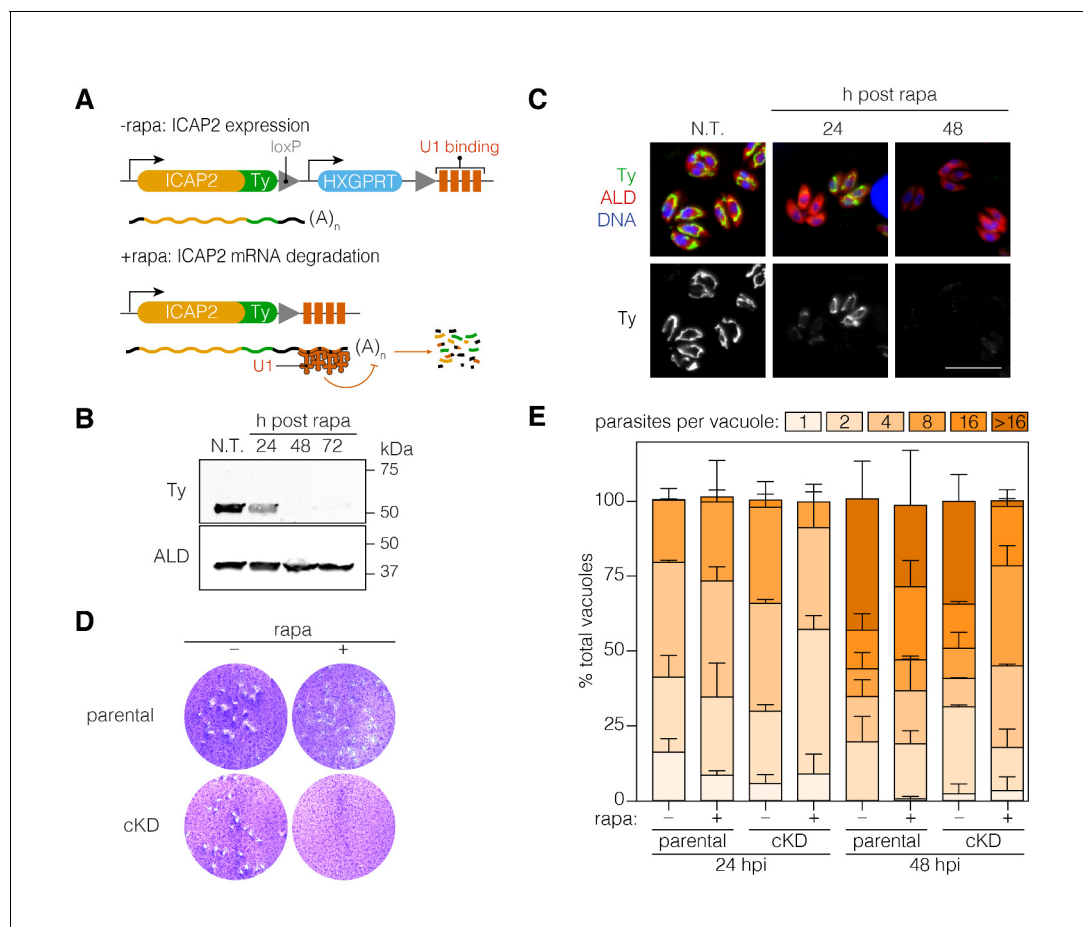 A
-rapa: ICAP2 expression
loxP
U1 binding
ICAP2 Ty HXGPRT
(A)n
+rapa: ICAP2 mRNA degradation
ICAP2 Ty
(A)n
U1
B
h post rapa
N.T. 24 48 72 kDa
Ty
75
50
ALD
50
37
C
h post rapa
N.T. 24 48
Ty
ALD
DNA
Ty
D
rapa
– +
parental
cKD
E
parasites per vacuole: 1 2 4 8 16 >16
% total vacuoles
100
75
50
25
0
rapa: – + – + – + – +
parental cKD parental cKD
24 hpi 48 hpi